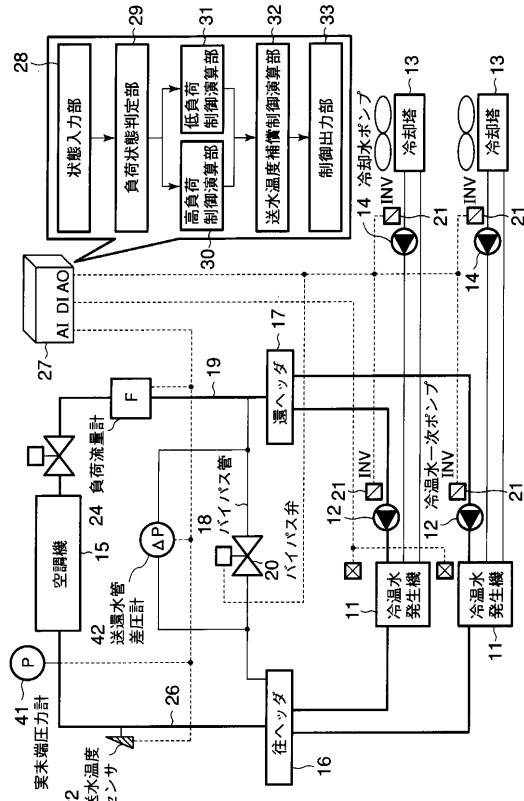 28
状態入力部
29
負荷状態判定部
31
高負荷
制御演算部
低負荷
制御演算部
30
32
送水温度補償制御演算部
33
制御出力部
AI DI AO
27
41
P
実末端圧力計
空調機
15
24
負荷流量計
F
42
送還水管
差圧計
ΔP
18
バイパス管
19
20
バイパス弁
26
2
送水温度
センサ
往ヘッダ
16
還ヘッダ
17
冷温水
発生機
11
冷温水
発生機
11
12
21
INV
冷温水一次ポンプ
12
INV
21
冷却水ポンプ
14
INV
21
冷却塔
13
14
INV
21
冷却塔
13